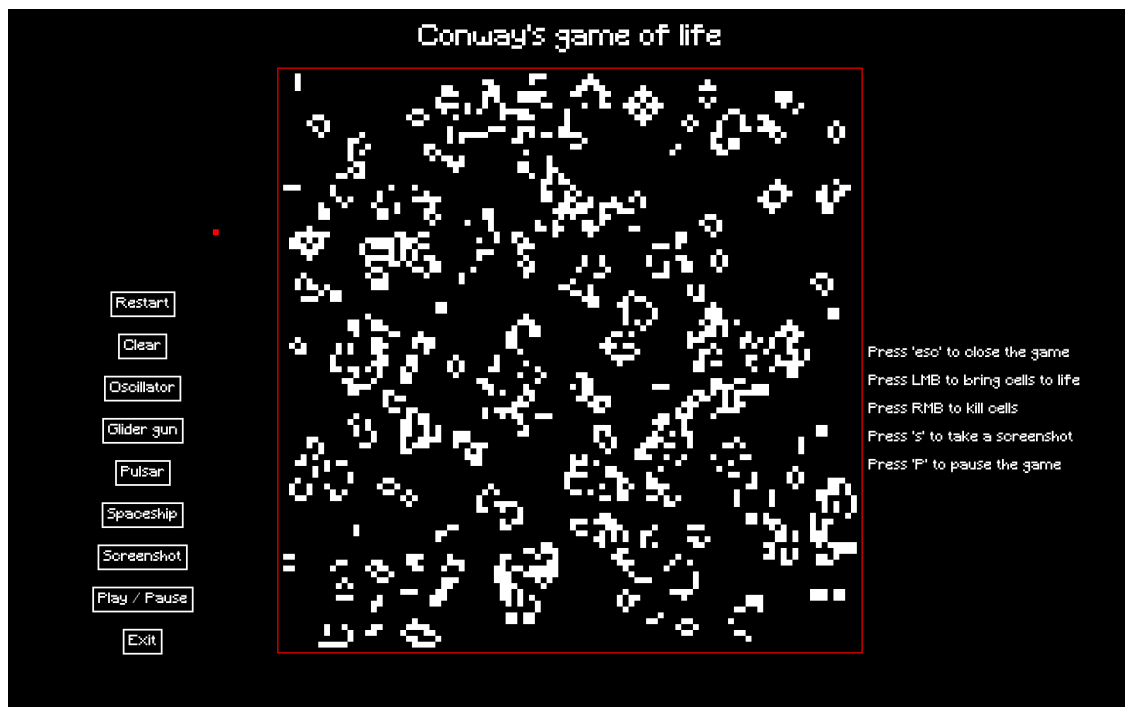 Conway's game of life
Restart
Clear
Oscillator
Glider gun
Pulsar
Spaceship
Screenshot
Play / Pause
Exit
Press 'esc' to close the game
Press LMB to bring cells to life
Press RMB to kill cells
Press 's' to take a screenshot
Press 'P' to pause the game